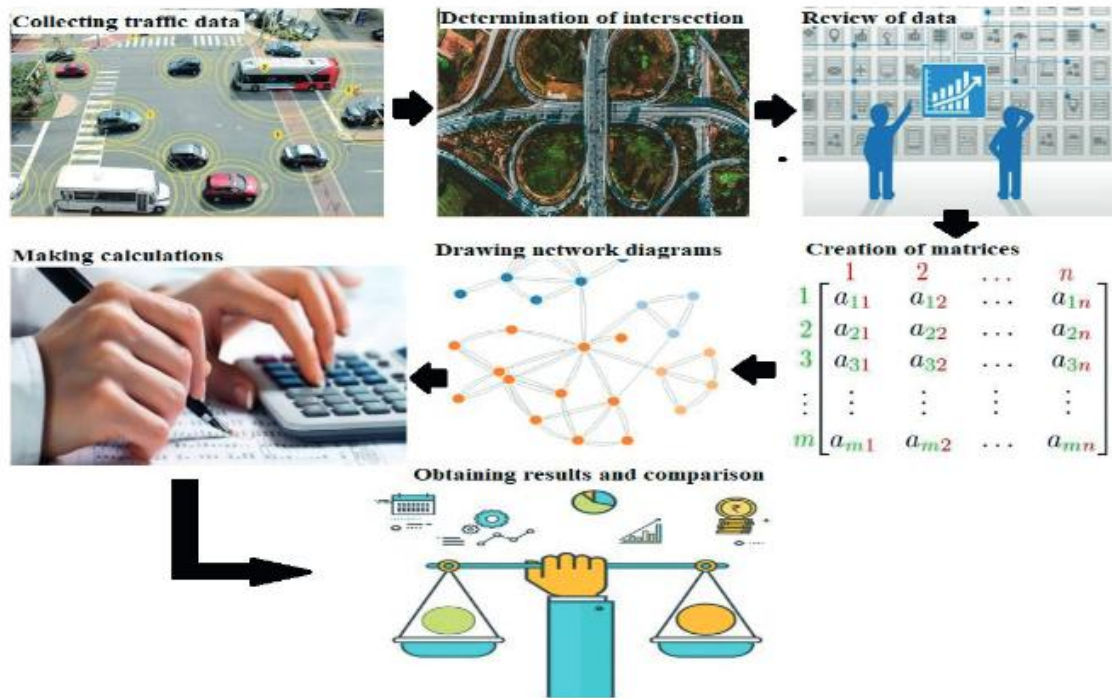 Collecting traffic data
Determination of intersection
Review of data
Creation of matrices
1 2 ... n
1 a11 a12 ... a1n
2 a21 a22 ... a2n
3 a31 a32 ... a3n
⋮ ⋮ ⋮ ⋮ ⋮
m am1 am2 ... amn
Drawing network diagrams
Making calculations
Obtaining results and comparison
₹